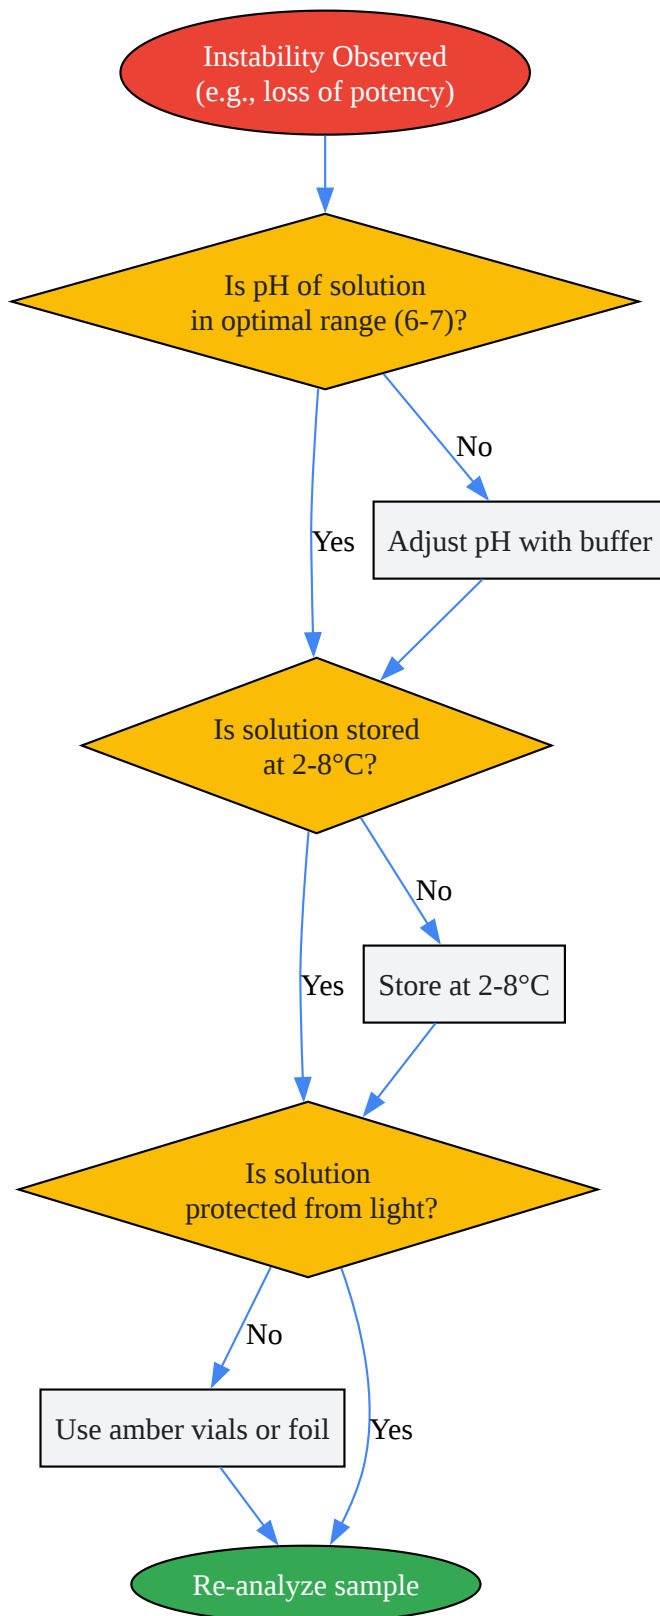 Instability Observed
(e.g., loss of potency)
Is pH of solution
in optimal range (6-7)?
No
Yes
Adjust pH with buffer
Is solution stored
at 2-8°C?
No
Yes
Store at 2-8°C
Is solution
protected from light?
No
Use amber vials or foil
Yes
Re-analyze sample